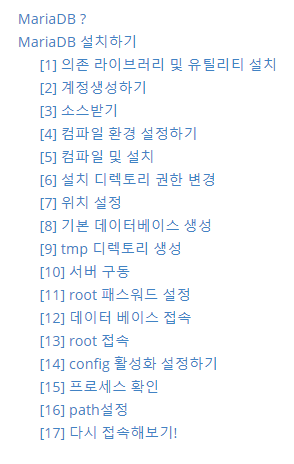 MariaDB ?
MariaDB 설치하기
[1] 의존 라이브러리 및 유틸리티 설치
[2] 계정생성하기
[3] 소스받기
[4] 컴파일 환경 설정하기
[5] 컴파일 및 설치
[6] 설치 디렉토리 권한 변경
[7] 위치 설정
[8] 기본 데이터베이스 생성
[9] tmp 디렉토리 생성
[10] 서버 구동
[11] root 패스워드 설정
[12] 데이터 베이스 접속
[13] root 접속
[14] config 활성화 설정하기
[15] 프로세스 확인
[16] path설정
[17] 다시 접속해보기!